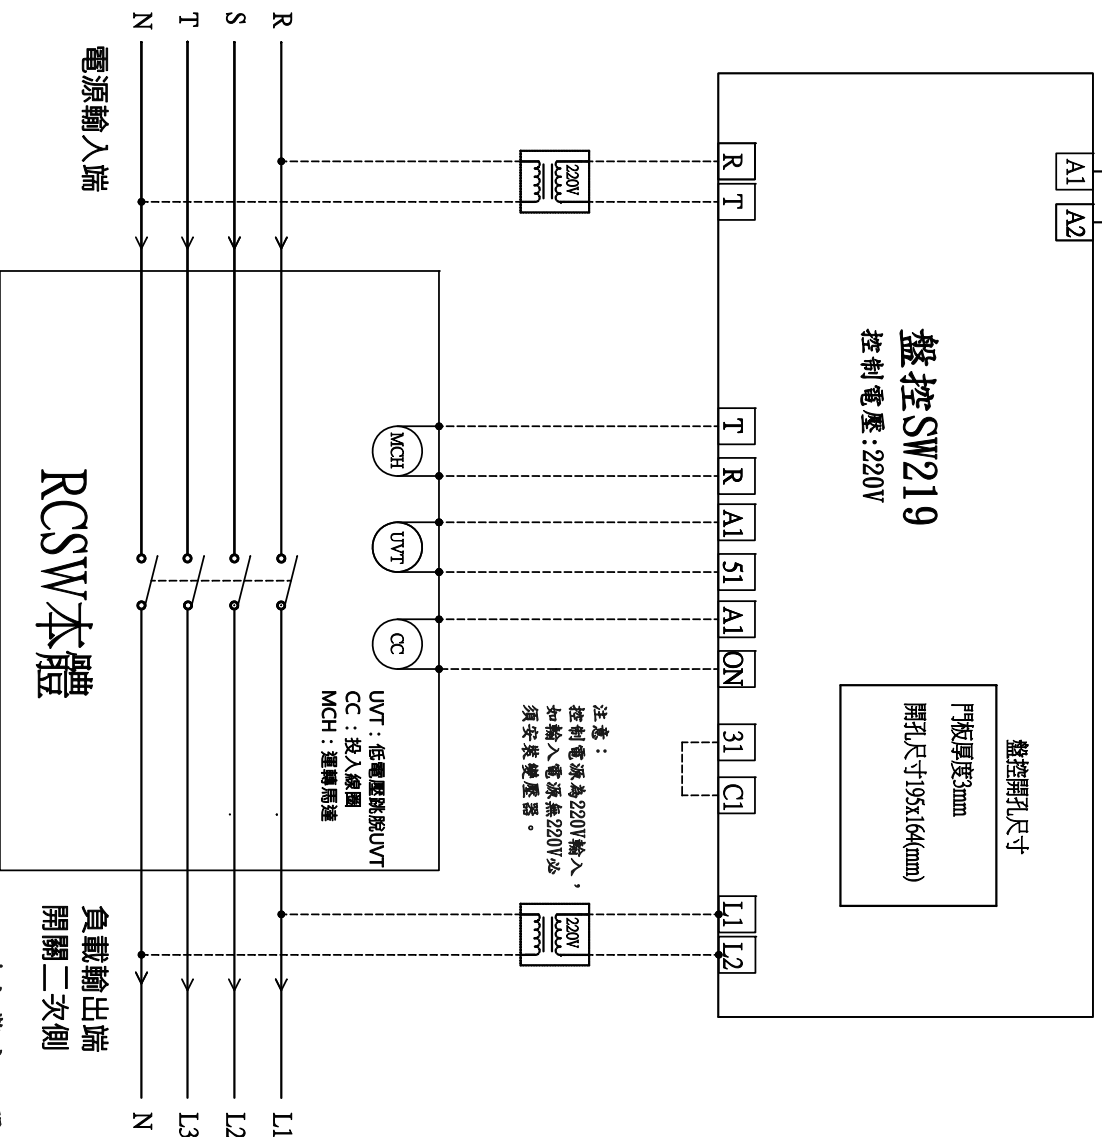 A1 A2
盤控開孔尺寸
門板厚度3mm
開孔尺寸195x164(mm)
盤控SW219
控制電壓:220V
R T T R A1 51 A1 ON 31 C1 L1 L2
220V
220V
注意：
控制電源為220V輸入，
如輸入電源無220V必
須安裝變壓器。
MCH UVT CC
UVT：低電壓跳脫UVT
CC：投入線圈
MCH：運轉馬達
R L1
S L2
T L3
N N
電源輸入端
RCSW本體
負載輸出端
開關二次側